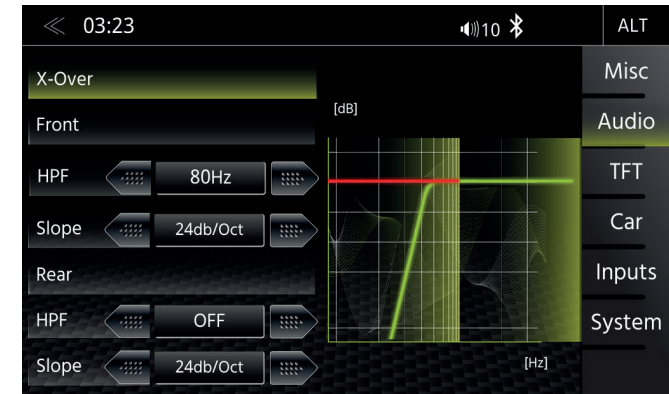 03:23 10 ALT
X-Over
Front
HPF 80Hz
Slope 24db/Oct
Rear
HPF OFF
Slope 24db/Oct
[dB]
[Hz]
Misc
Audio
TFT
Car
Inputs
System